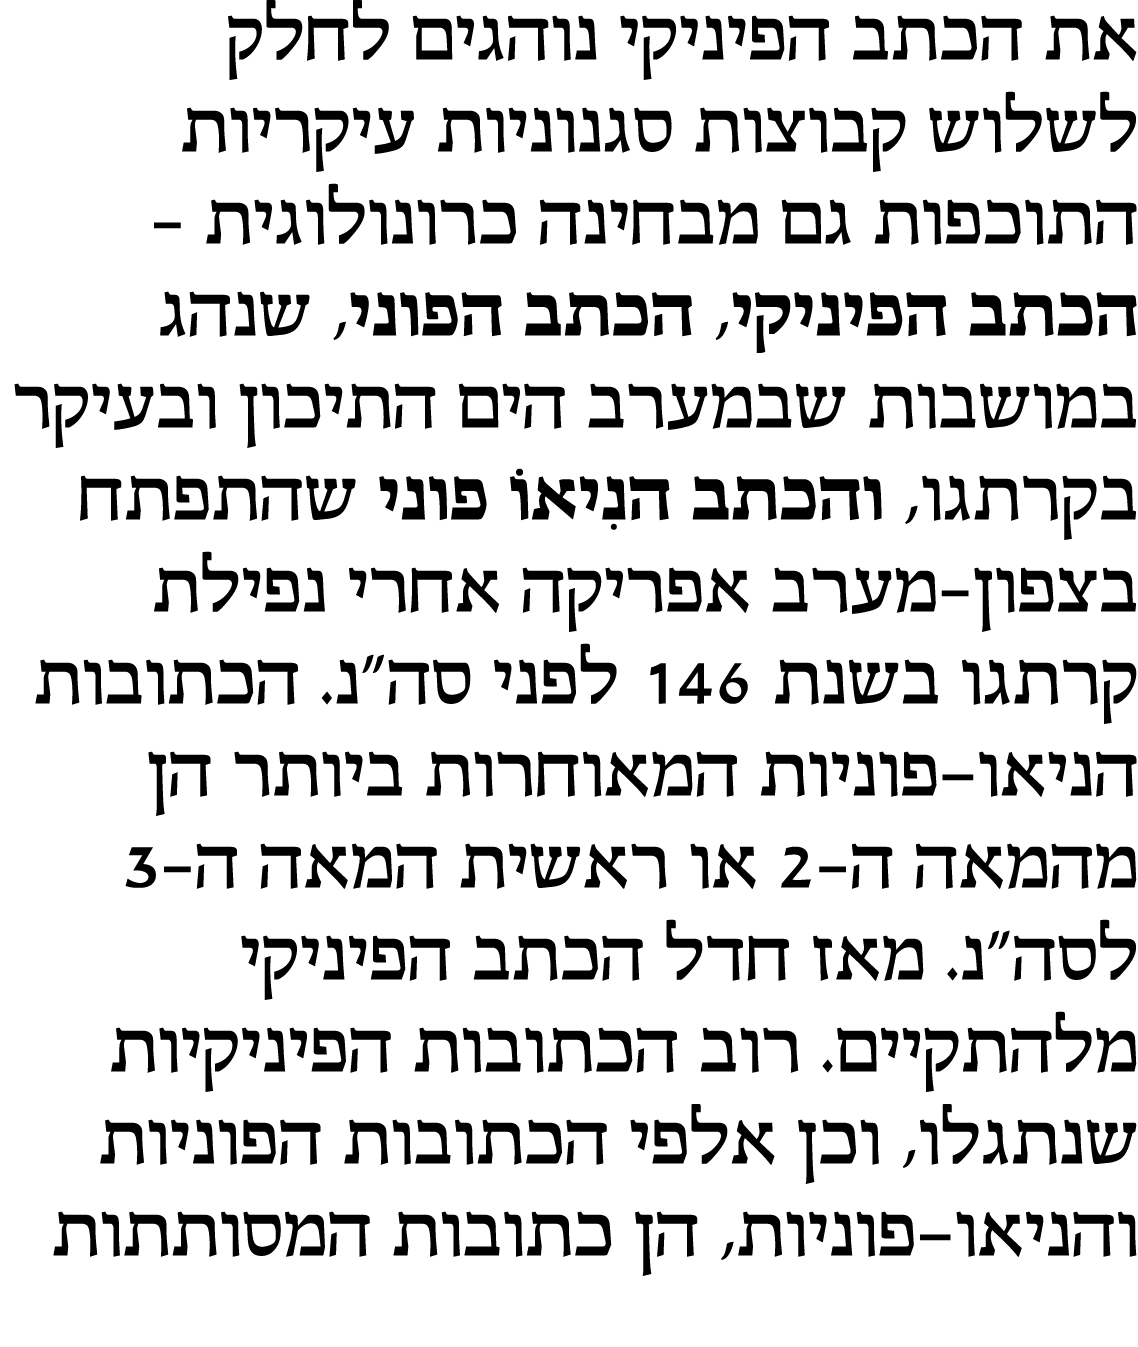 את הכתב הפיניקי נוהגים לחלק
לשלוש קבוצות סגנוניות עיקריות
התוכפות גם מבחינה כרונולוגית –
הכתב הפיניקי, הכתב הפוני, שנהג
במושבות שבמערב הים התיכון ובעיקר
בקרתגו, והכתב הנִיאוֹ פוני שהתפתח
בצפון–מערב אפריקה אחרי נפילת
קרתגו בשנת 146 לפני סה״נ. הכתובות
הניאו–פוניות המאוחרות ביותר הן
מהמאה ה–2 או ראשית המאה ה–3
לסה״נ. מאז חדל הכתב הפיניקי
מלהתקיים. רוב הכתובות הפיניקיות
שנתגלו, וכן אלפי הכתובות הפוניות
והניאו–פוניות, הן כתובות המסותתות